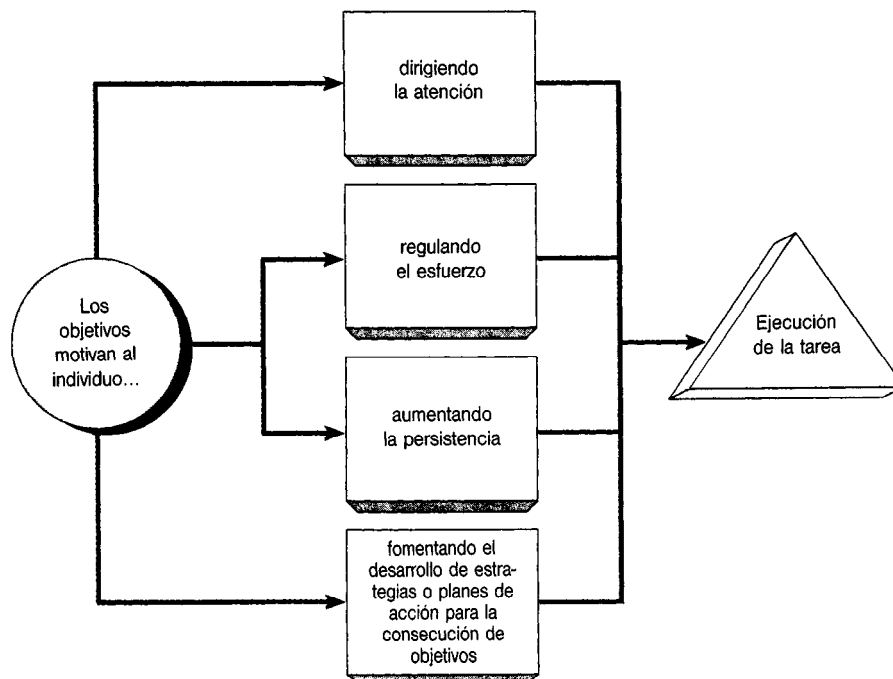 Los
objetivos
motivan al
individuo...
dirigiendo
la atención
regulando
el esfuerzo
aumentando
la persistencia
fomentando el
desarrollo de estra-
tegias o planes de
acción para la
consecución de
objetivos
Ejecución
de la tarea